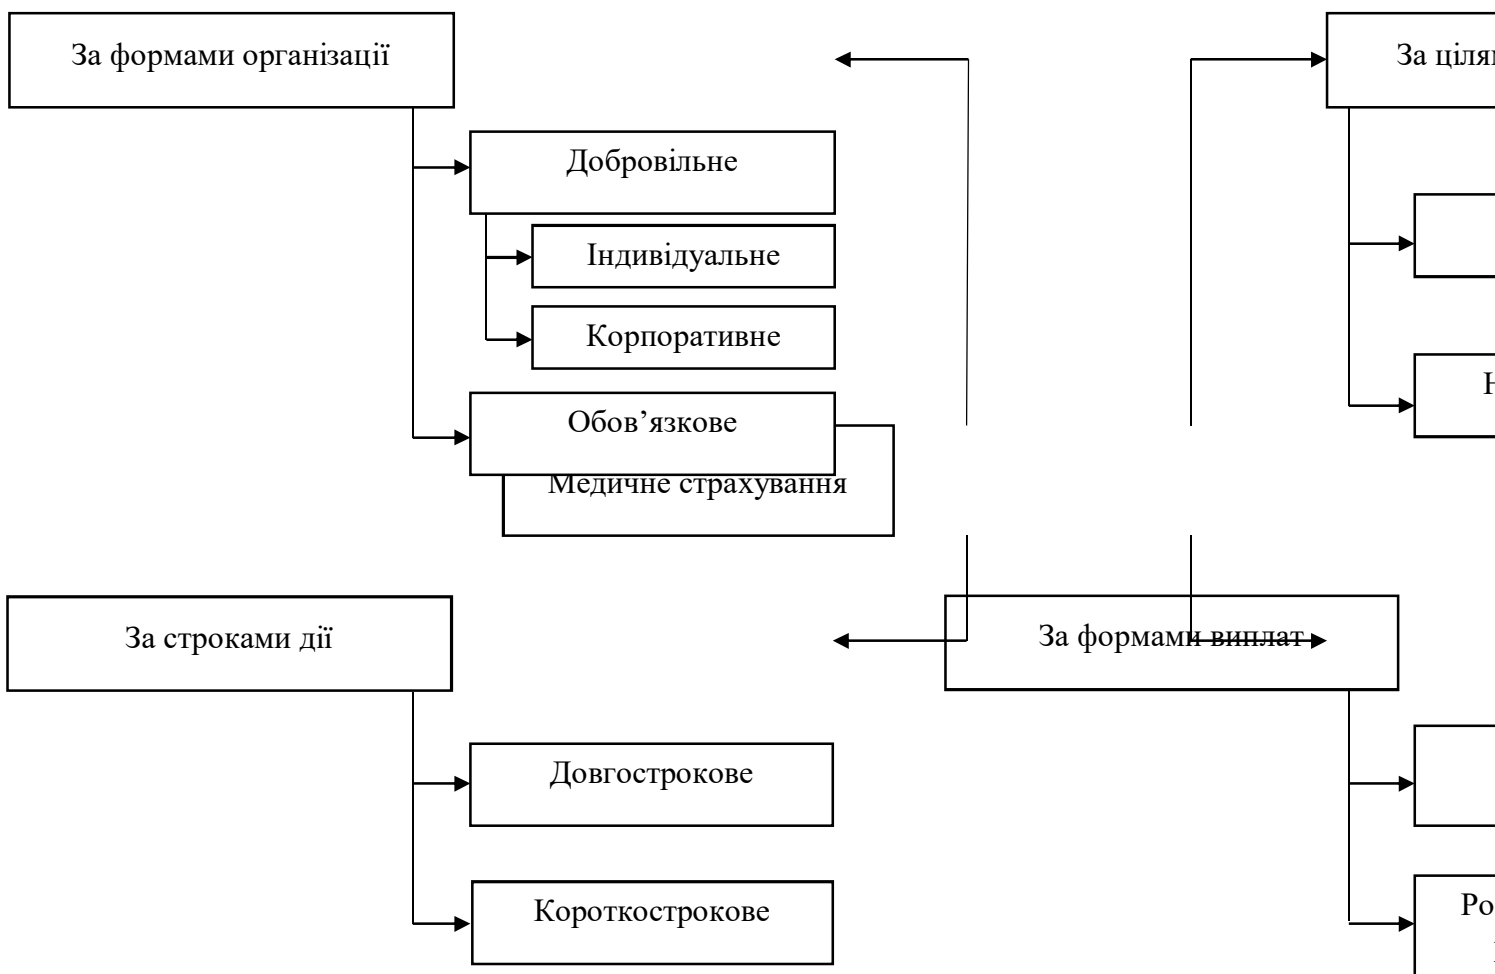 За формами організації
За
Добровільне
Індивідуальне
Корпоративне
Обов’язкове
Медичне страхування
За строками дії
За формами виплат
Довгострокове
Короткострокове